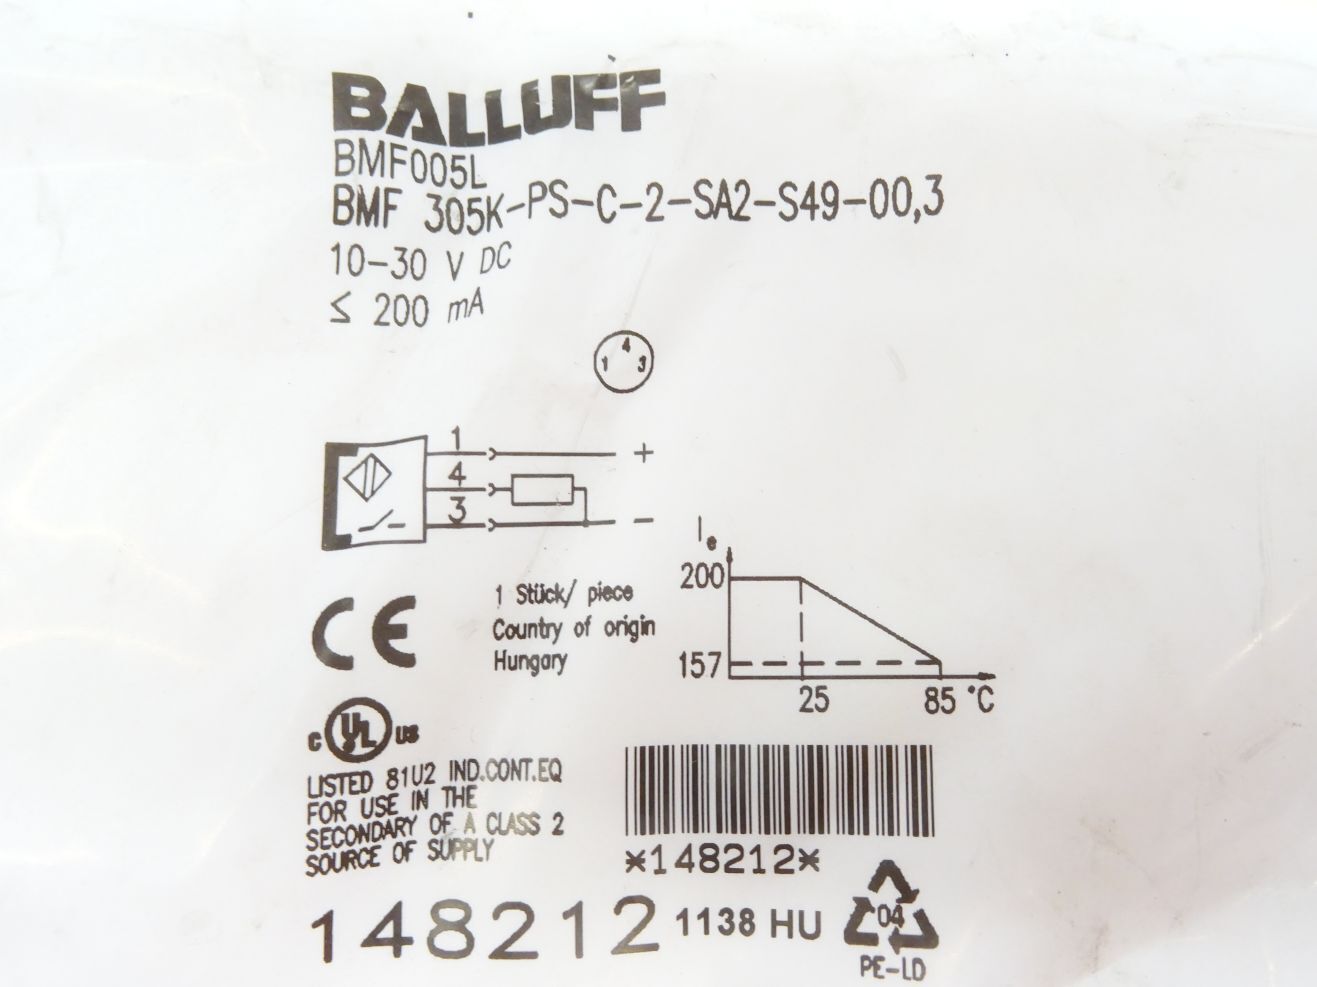 BALLUFF
BMF005L
BMF 305K-PS-C-2-SA2-S49-00,3
10-30 V DC
≤ 200 mA
4
1 3
1 +
4
3 -
Ie
200
157
25 85 °C
CE
1 Stück/ piece
Country of origin
Hungary
c UL us
LISTED 81U2 IND.CONT.EQ
FOR USE IN THE
SECONDARY OF A CLASS 2
SOURCE OF SUPPLY
*148212*
148212 1138 HU
04
PE-LD